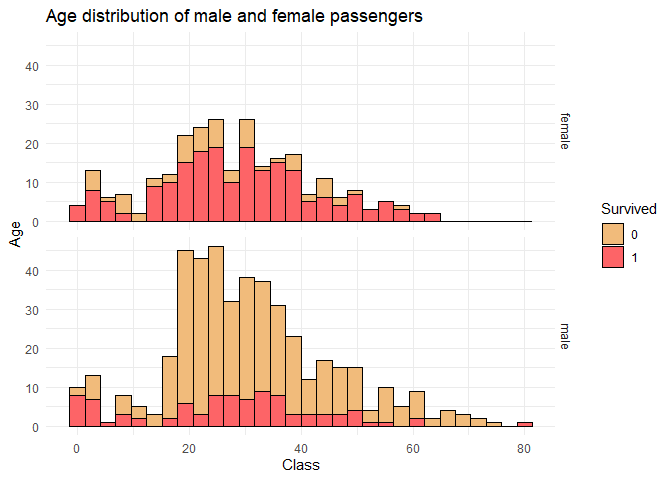 Age distribution of male and female passengers
40
30
20
10
0
female
Age
40
30
20
10
0
male
0 20 40 60 80
Class
Survived
0
1